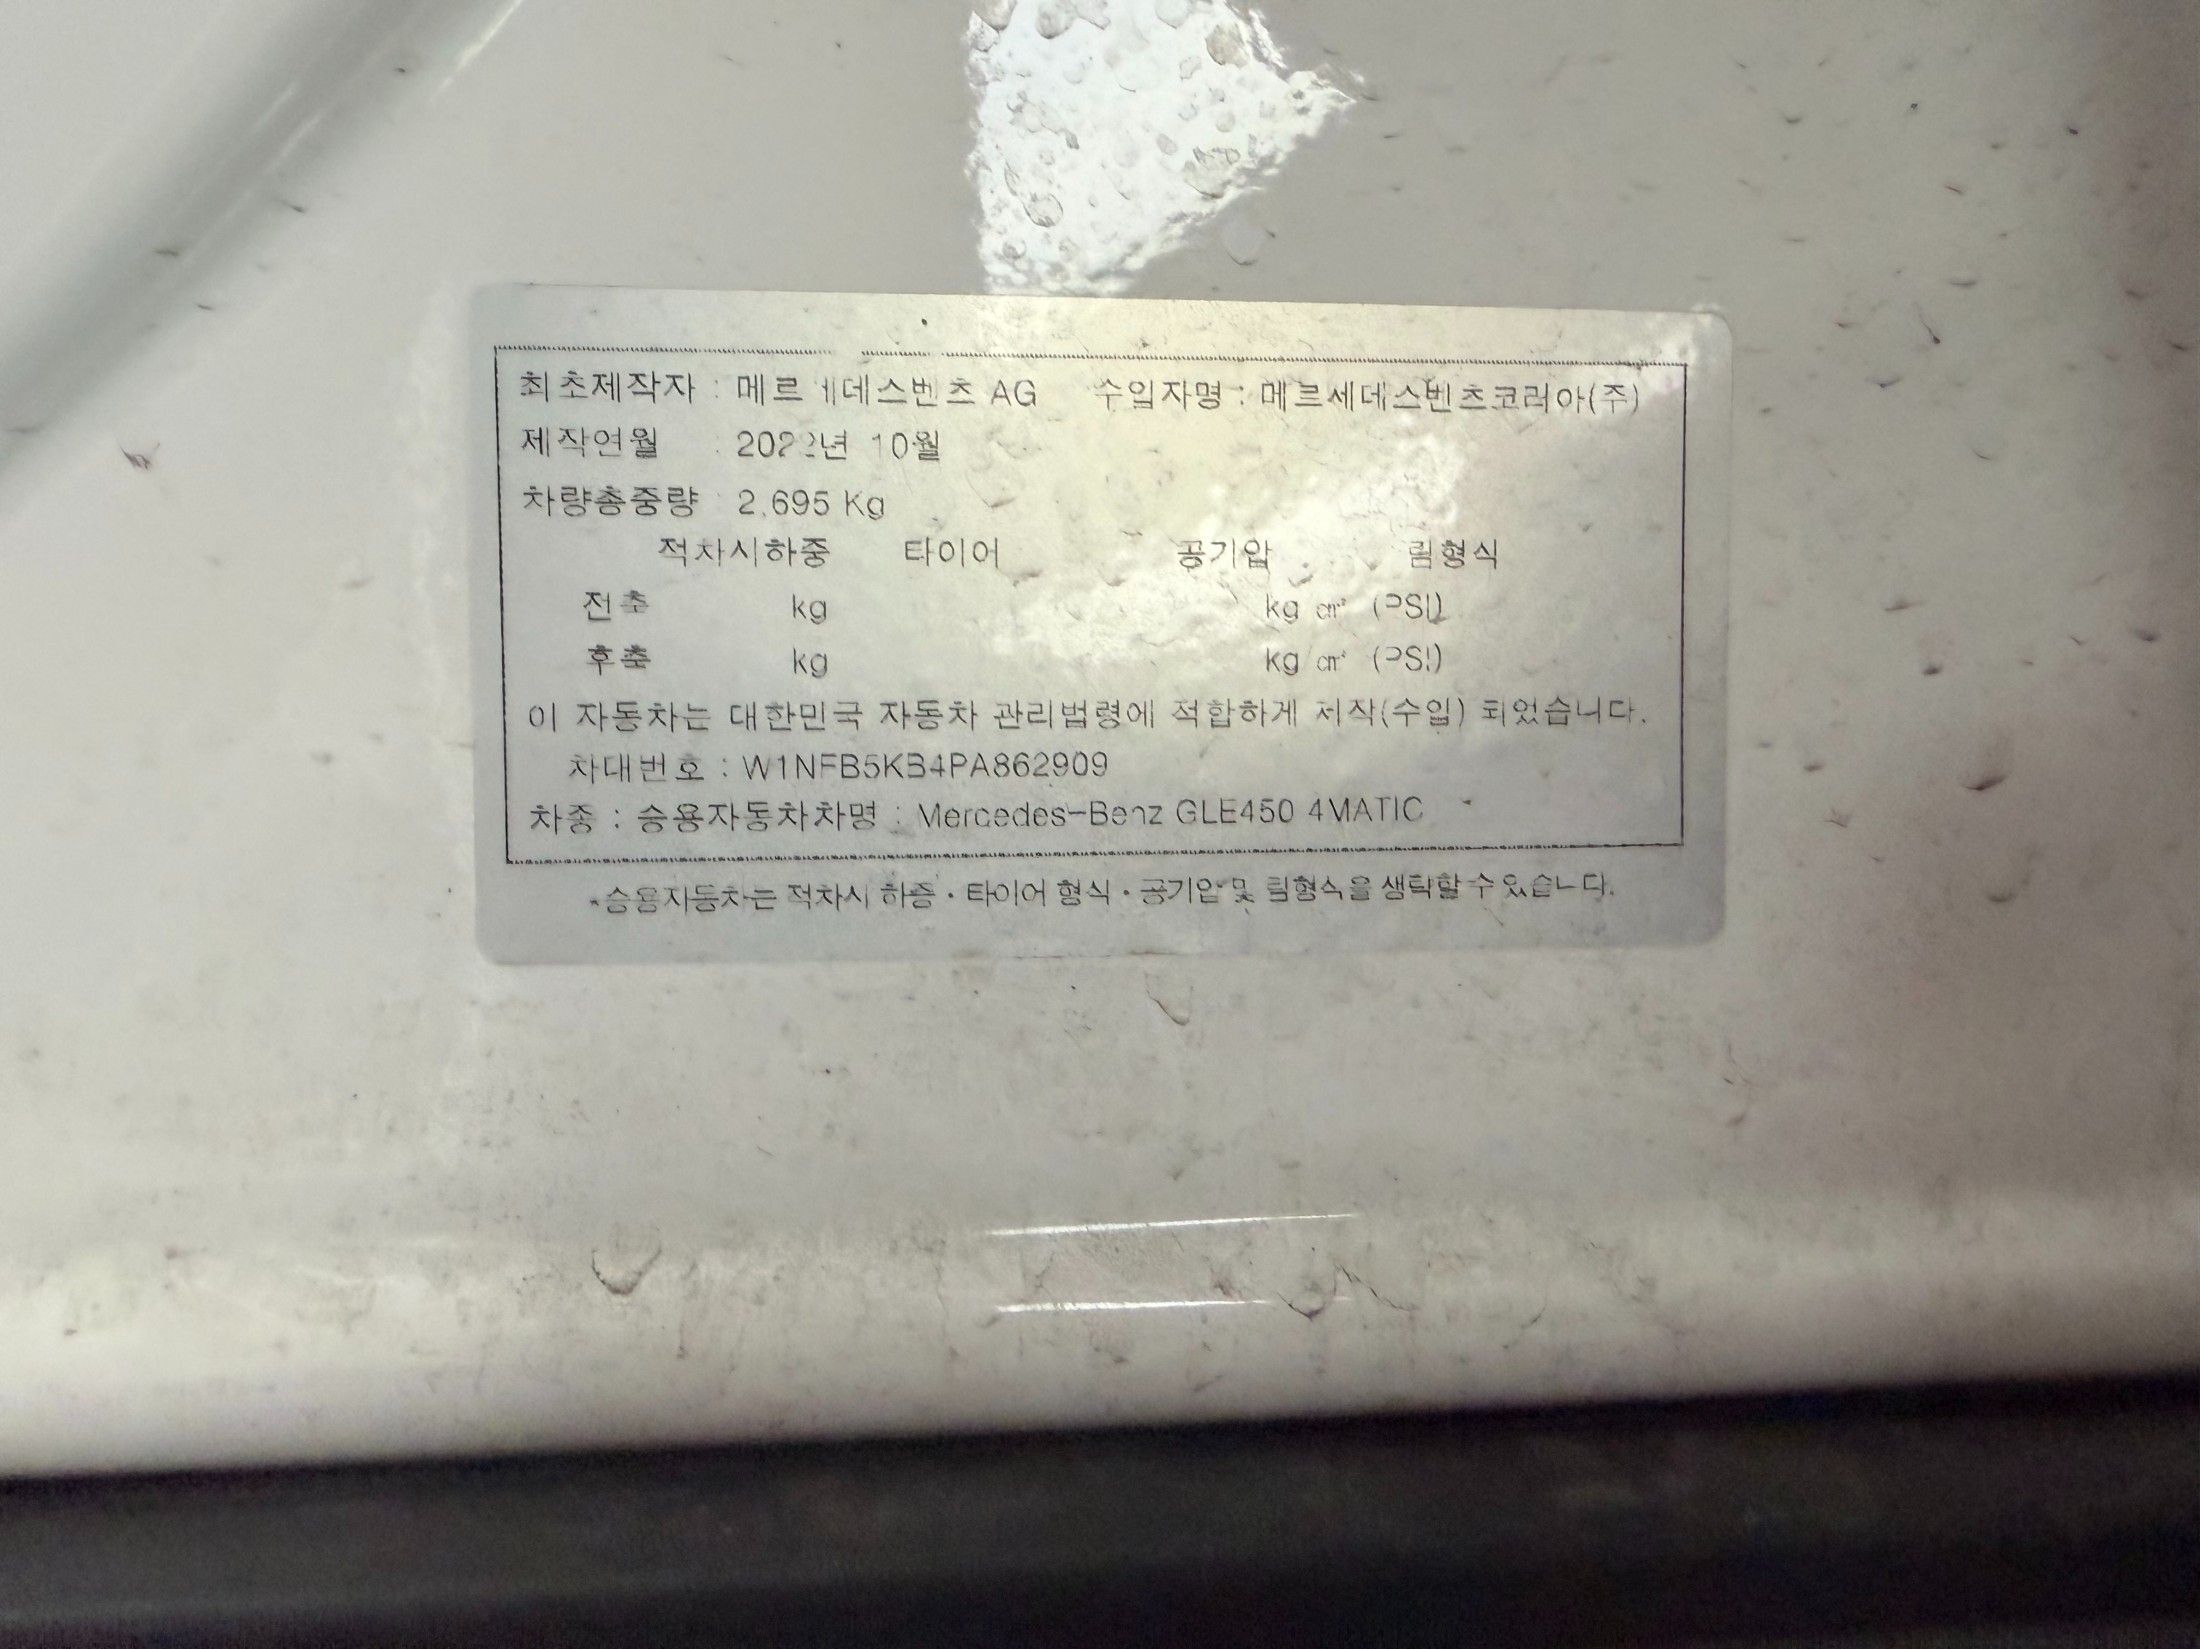 최초제작자 : 메르세데스벤츠 AG 수입자명 : 메르세데스벤츠코리아(주)
제작연월 : 2022년 10월
차량총중량 : 2,695 Kg
적차시하중 타이어 공기압 림형식
전축 kg kg/㎠ (PSI)
후축 kg kg/㎠ (PSI)
이 자동차는 대한민국 자동차 관리법령에 적합하게 제작(수입) 되었습니다.
차대번호 : W1NFB5KB4PA862909
차종 : 승용자동차차명 : Mercedes-Benz GLE450 4MATIC
*승용자동차는 적차시 하중·타이어 형식·공기압 및 림형식을 생략할 수 있습니다.